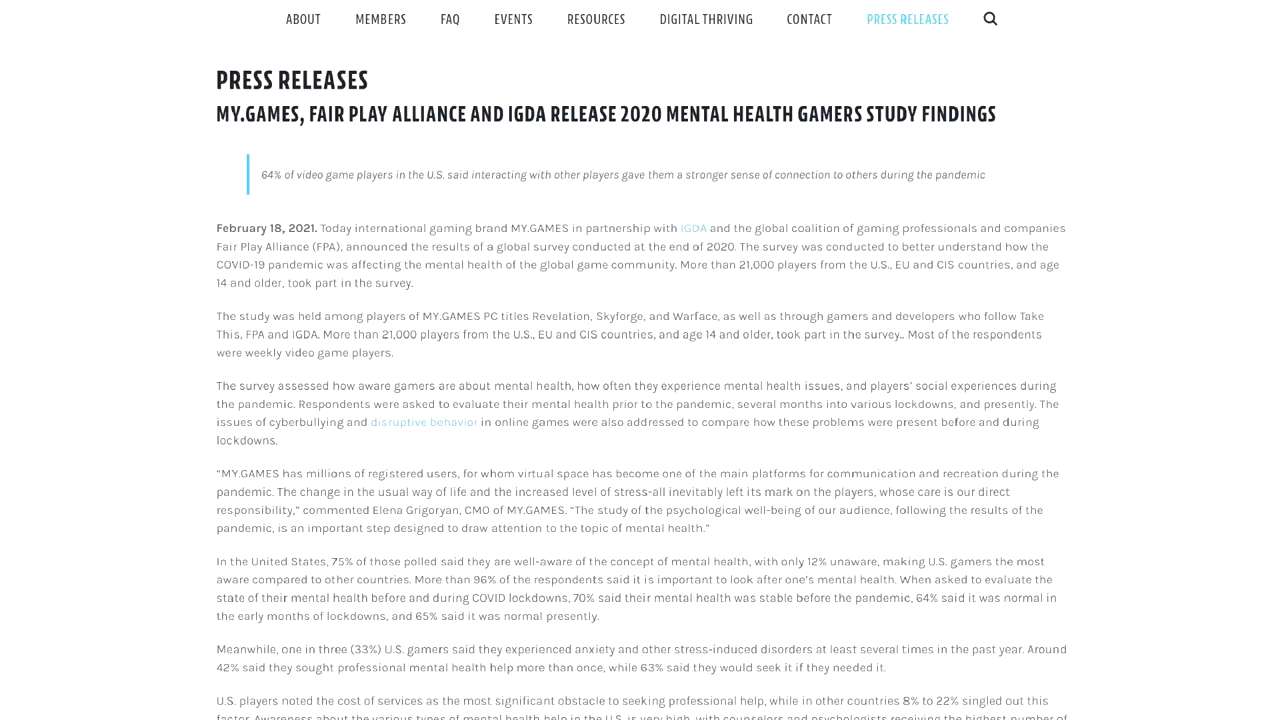 ABOUT MEMBERS FAQ EVENTS RESOURCES DIGITAL THRIVING CONTACT PRESS RELEASES
PRESS RELEASES
MY.GAMES, FAIR PLAY ALLIANCE AND IGDA RELEASE 2020 MENTAL HEALTH GAMERS STUDY FINDINGS
64% of video game players in the U.S. said interacting with other players gave them a stronger sense of connection to others during the pandemic
February 18, 2021. Today international gaming brand MY.GAMES in partnership with IGDA and the global coalition of gaming professionals and companies
Fair Play Alliance (FPA), announced the results of a global survey conducted at the end of 2020. The survey was conducted to better understand how the
COVID-19 pandemic was affecting the mental health of the global game community. More than 21,000 players from the U.S., EU and CIS countries, and age
14 and older, took part in the survey.
The study was held among players of MY.GAMES PC titles Revelation, Skyforge, and Warface, as well as through gamers and developers who follow Take
This, FPA and IGDA. More than 21,000 players from the U.S., EU and CIS countries, and age 14 and older, took part in the survey.. Most of the respondents
were weekly video game players.
The survey assessed how aware gamers are about mental health, how often they experience mental health issues, and players' social experiences during
the pandemic. Respondents were asked to evaluate their mental health prior to the pandemic, several months into various lockdowns, and presently. The
issues of cyberbullying and disruptive behavior in online games were also addressed to compare how these problems were present before and during
lockdowns.
“MY.GAMES has millions of registered users, for whom virtual space has become one of the main platforms for communication and recreation during the
pandemic. The change in the usual way of life and the increased level of stress-all inevitably left its mark on the players, whose care is our direct
responsibility,” commented Elena Grigoryan, CMO of MY.GAMES. “The study of the psychological well-being of our audience, following the results of the
pandemic, is an important step designed to draw attention to the topic of mental health.”
In the United States, 75% of those polled said they are well-aware of the concept of mental health, with only 12% unaware, making U.S. gamers the most
aware compared to other countries. More than 96% of the respondents said it is important to look after one's mental health. When asked to evaluate the
state of their mental health before and during COVID lockdowns, 70% said their mental health was stable before the pandemic, 64% said it was normal in
the early months of lockdowns, and 65% said it was normal presently.
Meanwhile, one in three (33%) U.S. gamers said they experienced anxiety and other stress-induced disorders at least several times in the past year. Around
42% said they sought professional mental health help more than once, while 63% said they would seek it if they needed it.
U.S. players noted the cost of services as the most significant obstacle to seeking professional help, while in other countries 8% to 22% singled out this
factor. Awareness about the various types of mental health help in the U.S. is very high, with counselors and psychologists receiving the highest number of